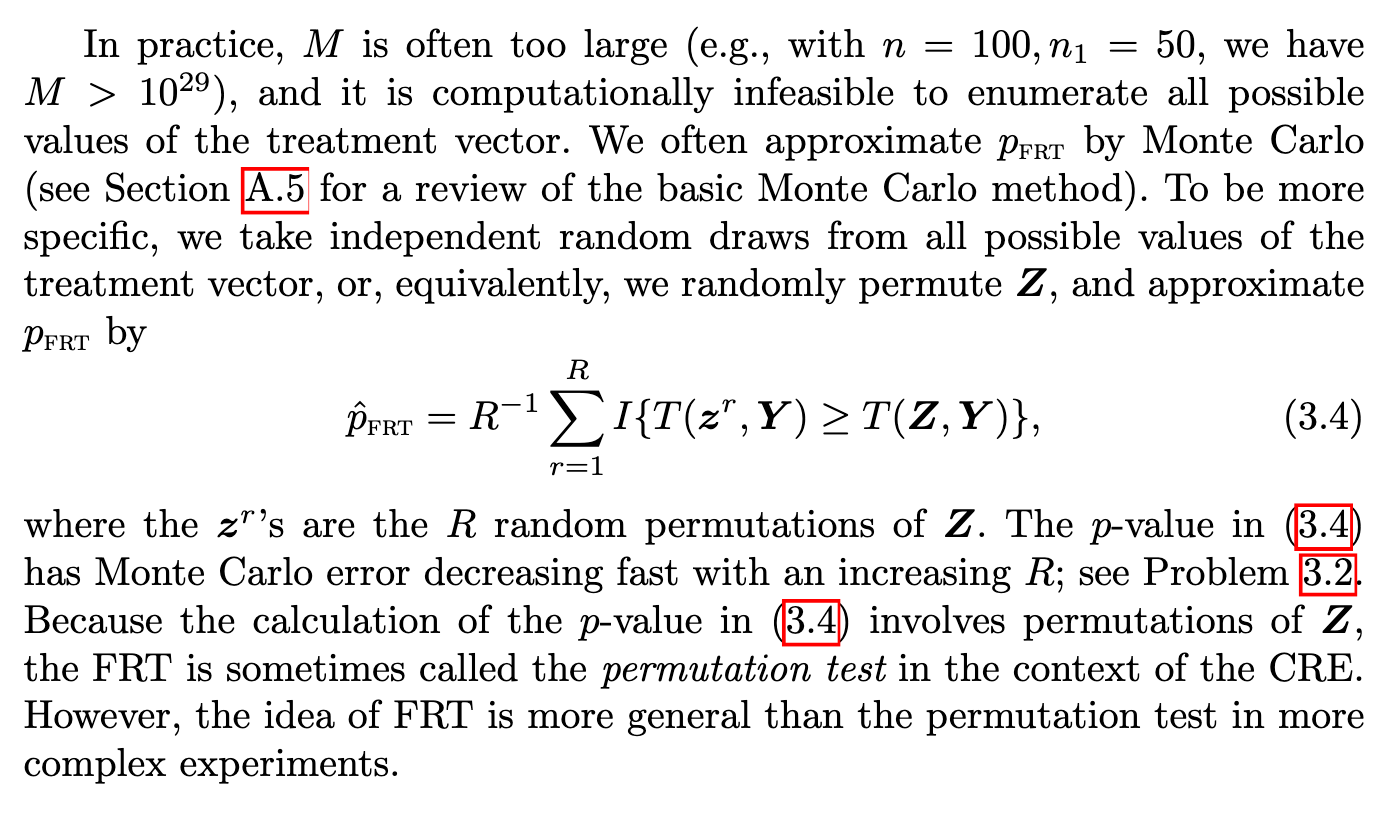 In practice, M is often too large (e.g., with n = 100, n₁ = 50, we have
M > 10²⁹), and it is computationally infeasible to enumerate all possible
values of the treatment vector. We often approximate p_FRT by Monte Carlo
(see Section A.5 for a review of the basic Monte Carlo method). To be more
specific, we take independent random draws from all possible values of the
treatment vector, or, equivalently, we randomly permute Z, and approximate
p_FRT by
p̂_FRT = R⁻¹ ∑_{r=1}^{R} I{T(zʳ, Y) ≥ T(Z, Y)}, (3.4)
where the zʳ's are the R random permutations of Z. The p-value in (3.4)
has Monte Carlo error decreasing fast with an increasing R; see Problem 3.2.
Because the calculation of the p-value in (3.4) involves permutations of Z,
the FRT is sometimes called the permutation test in the context of the CRE.
However, the idea of FRT is more general than the permutation test in more
complex experiments.